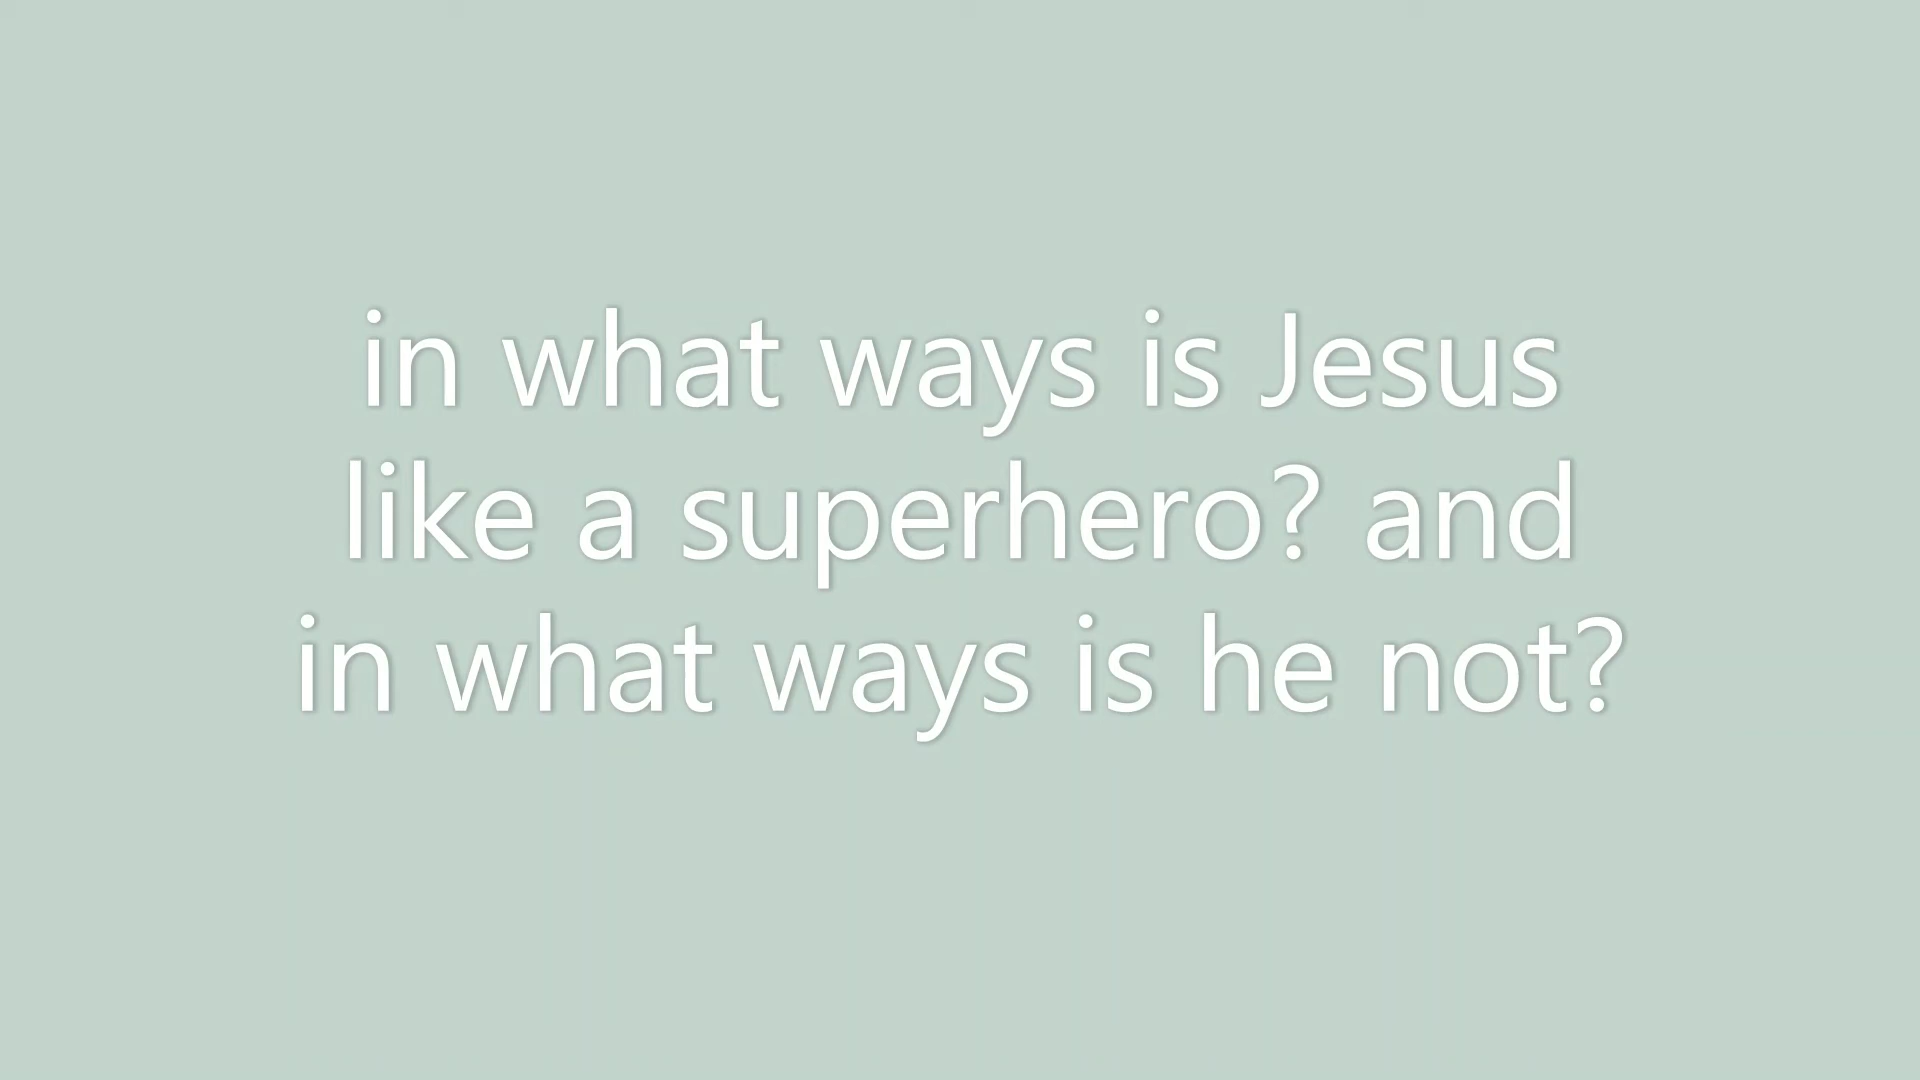 in what ways is Jesus
like a superhero? and
in what ways is he not?